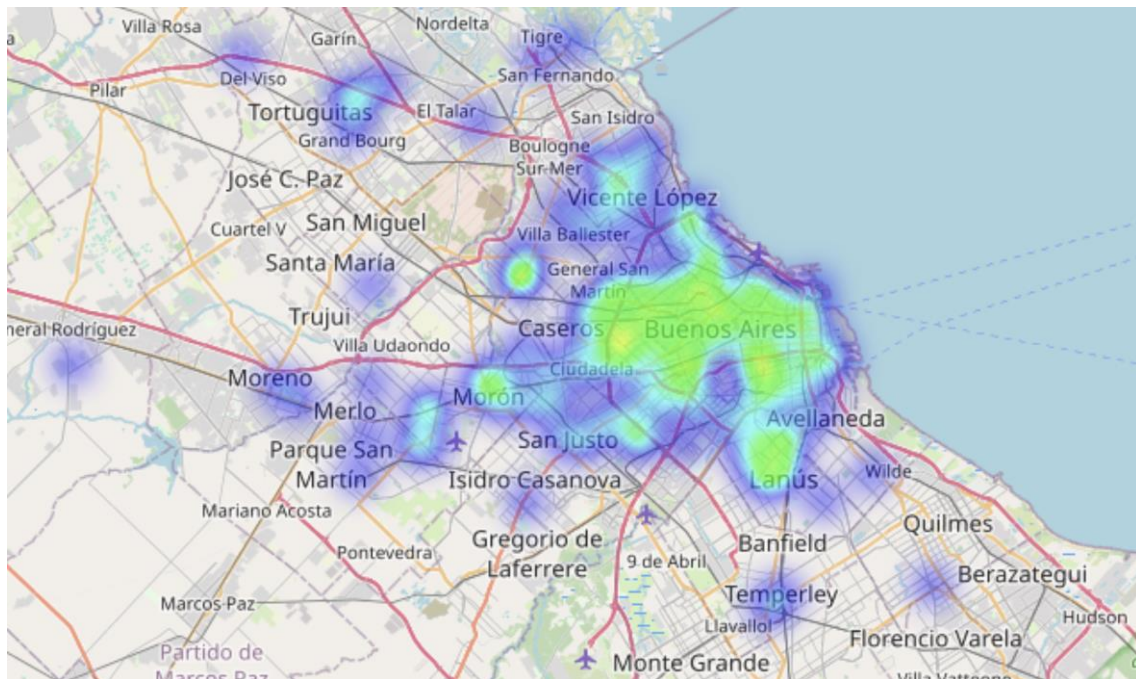 Villa Rosa
Nordelta
Garín
Tigre
a
Del Viso
San Fernando
Pilar
Tortuguitas
El Talar
San Isidro
Grand Bourg
Boulogne
Sur Mer
José C. Paz
Vicente López
San Miguel
Cuartel V
Villa Ballester
Santa María
General San
Martín
Trujui
neral Rodríguez
Caseros
Buenos Aires
Villa Udaondo
Ciudadela
Moreno
Morón
Merlo
Avellaneda
San Justo
Parque San
Martín
Isidro Casanova
Lanús
Wilde
Mariano Acosta
Quilmes
Gregorio de
Laferrere
Banfield
Pontevedra
9 de Abril
Berazategui
Temperley
Marcos Paz
Hudson
Llavallol
Florencio Varela
Partido de
Marcos Paz
Monte Grande